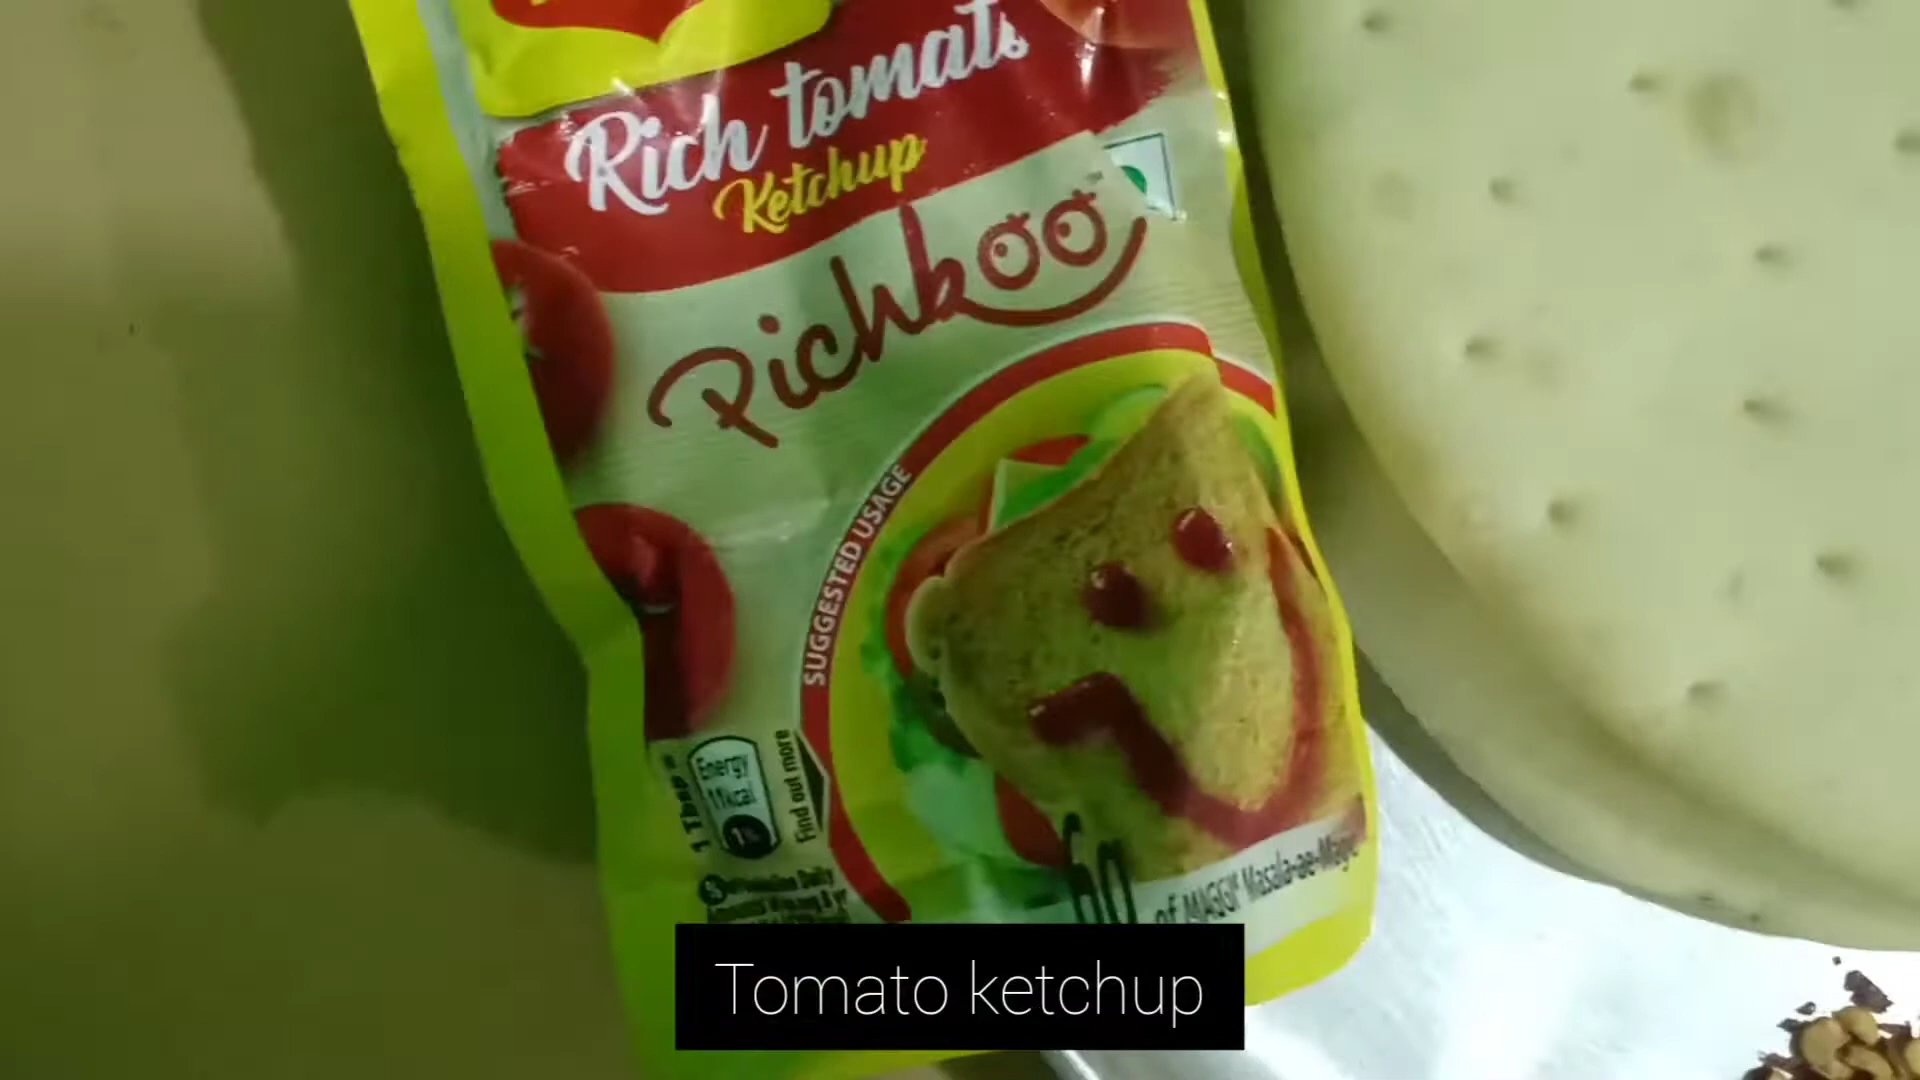 Rich tomato
Ketchup
Pichkoo
SUGGESTED USAGE
1 Tbsp =
Energy
11kcal
1%
Find out more
of MAGGI® Masala-ae-Magic
Tomato ketchup